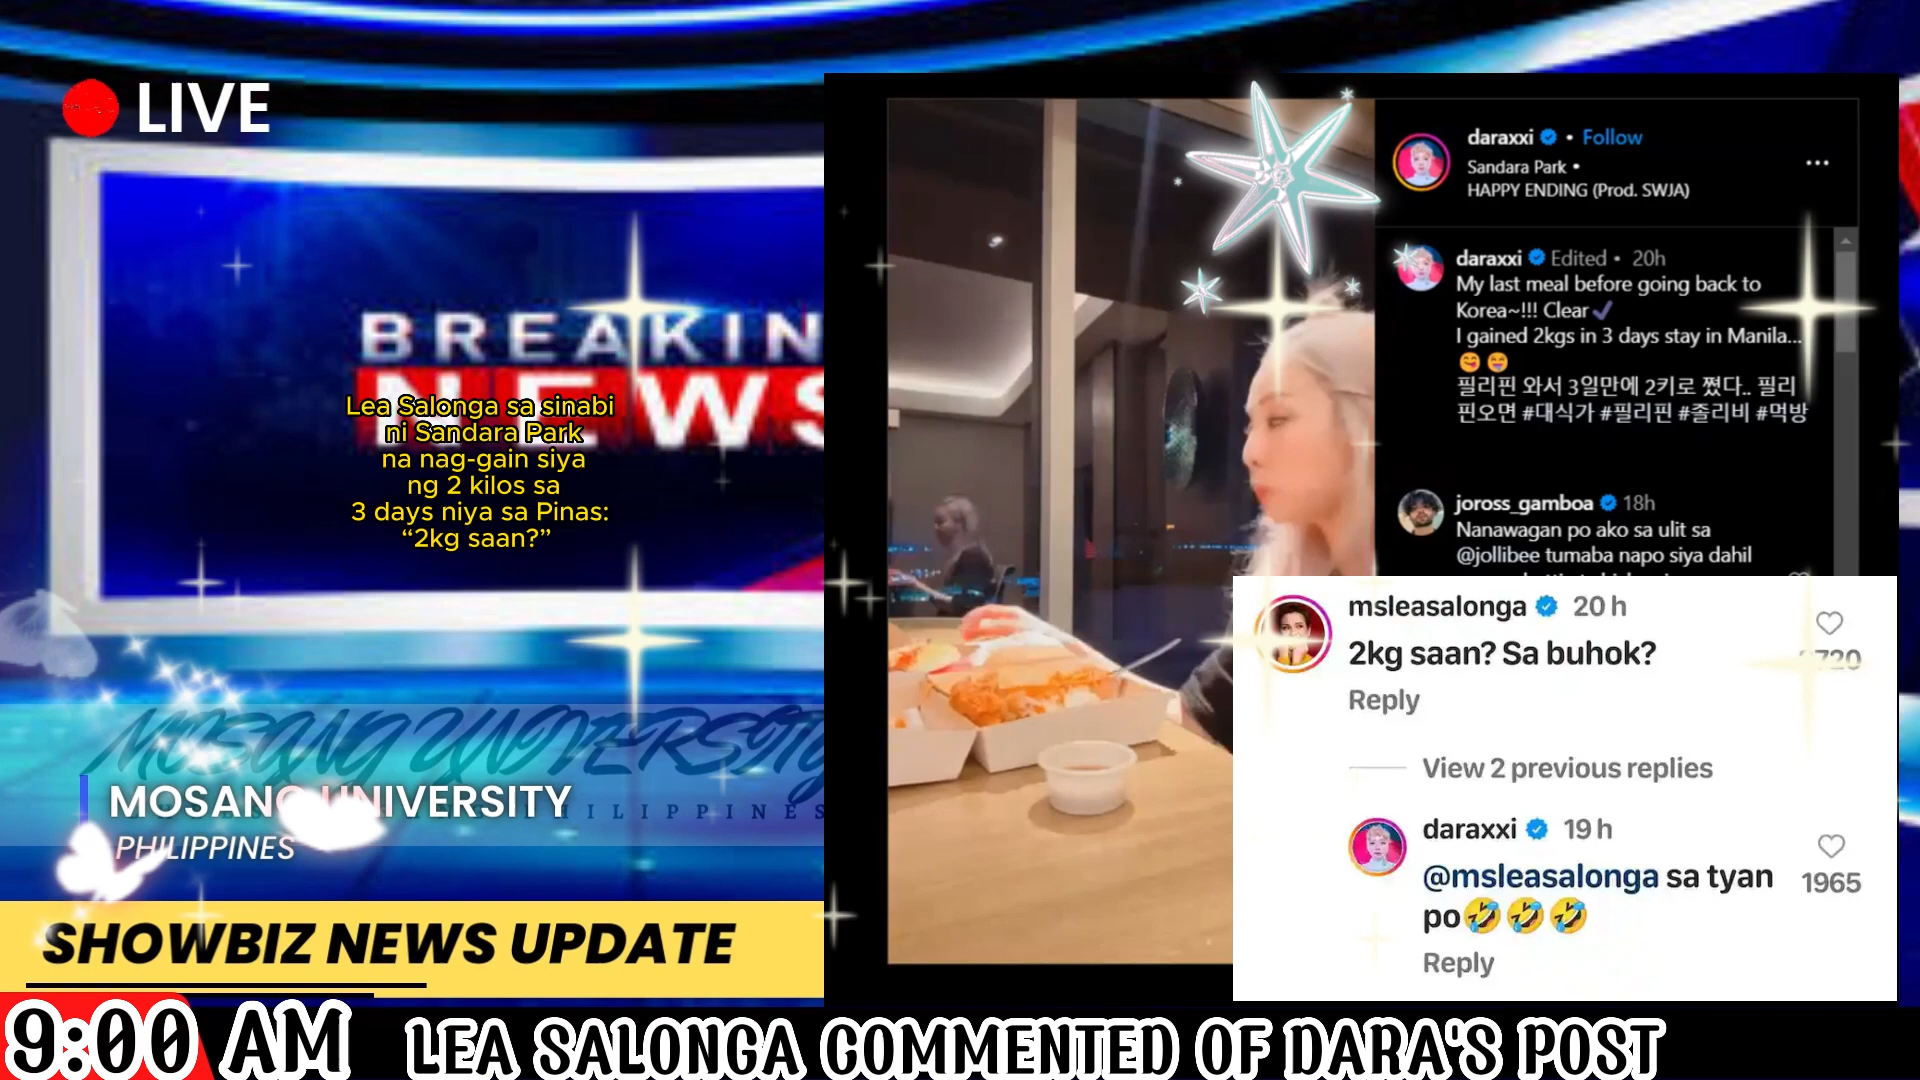 LIVE
BREAKIN
NEWS
Lea Salonga sa sinabi
ni Sandara Park
na nag-gain siya
ng 2 kilos sa
3 days niya sa Pinas:
“2kg saan?”
MOSANG UNIVERSITY
PHILIPPINES
MOSANG UNIVERSITY
PHILIPPINES
SHOWBIZ NEWS UPDATE
9:00 AM
LEA SALONGA COMMENTED OF DARA'S POST
daraxxi • Follow
Sandara Park •
HAPPY ENDING (Prod. SWJA)
daraxxi Edited • 20h
My last meal before going back to
Korea~!!! Clear✓
I gained 2kgs in 3 days stay in Manila...
😋 😝
필리핀 와서 3일만에 2키로 쪘다.. 필리
핀오면 #대식가 #필리핀 #졸리비 #먹방
joross_gamboa 18h
Nanawagan po ako sa ulit sa
@jollibee tumaba napo siya dahil
msleasalonga 20 h
2kg saan? Sa buhok?
Reply
View 2 previous replies
daraxxi 19 h
@msleasalonga sa tyan
po🤣🤣🤣
1965
Reply